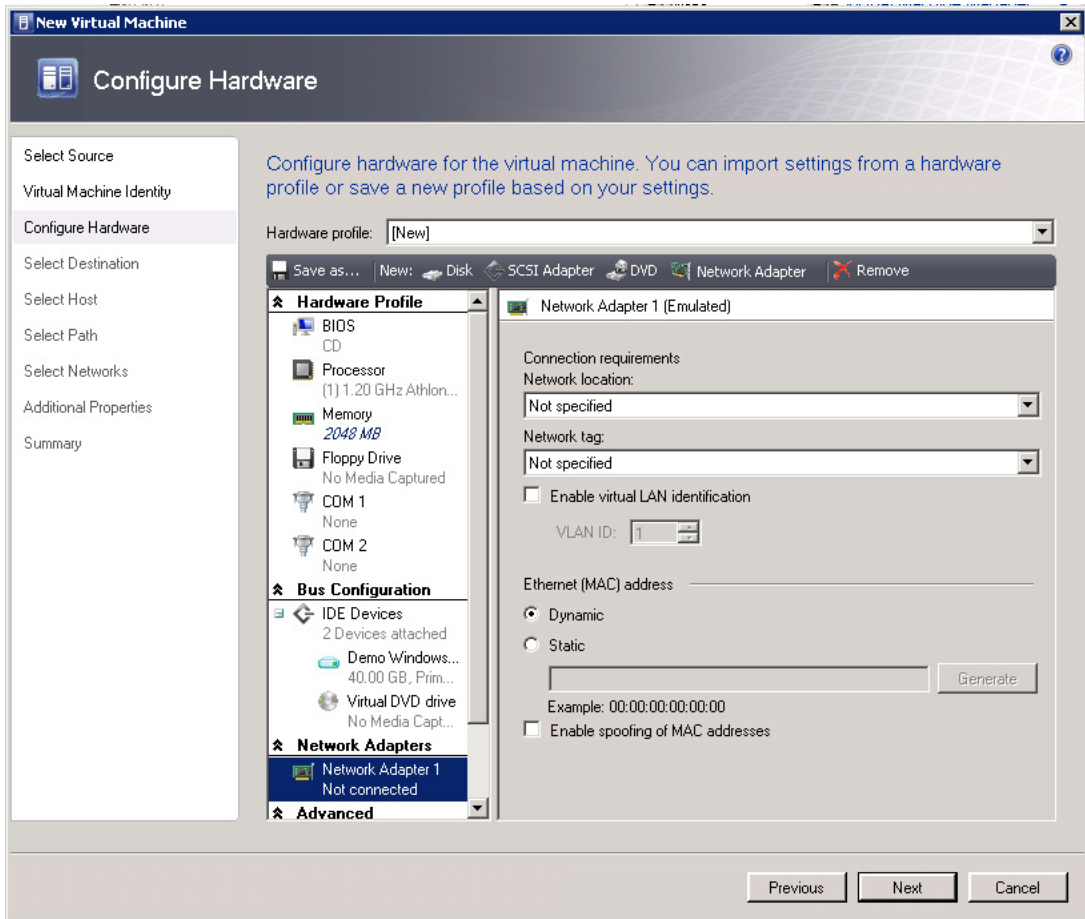 New Virtual Machine
Configure Hardware
Select Source
Virtual Machine Identity
Configure Hardware
Select Destination
Select Host
Select Path
Select Networks
Additional Properties
Summary
Configure hardware for the virtual machine. You can import settings from a hardware
profile or save a new profile based on your settings.
Hardware profile: [New]
Save as... New: Disk SCSI Adapter DVD Network Adapter Remove
Hardware Profile
BIOS
CD
Processor
(1) 1.20 GHz Athlon...
Memory
2048 MB
Floppy Drive
No Media Captured
COM 1
None
COM 2
None
Bus Configuration
IDE Devices
2 Devices attached
Demo Windows...
40.00 GB, Prim...
Virtual DVD drive
No Media Capt...
Network Adapters
Network Adapter 1
Not connected
Advanced
Network Adapter 1 (Emulated)
Connection requirements
Network location:
Not specified
Network tag:
Not specified
Enable virtual LAN identification
VLAN ID: 1
Ethernet (MAC) address
Dynamic
Static
Generate
Example: 00:00:00:00:00:00
Enable spoofing of MAC addresses
Previous Next Cancel